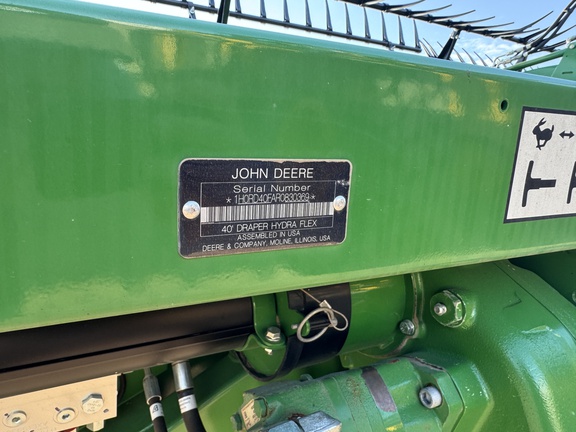 JOHN DEERE
Serial Number
*1H0RD40FAR0830369*
40' DRAPER HYDRA FLEX
ASSEMBLED IN USA
DEERE & COMPANY, MOLINE, ILLINOIS, USA